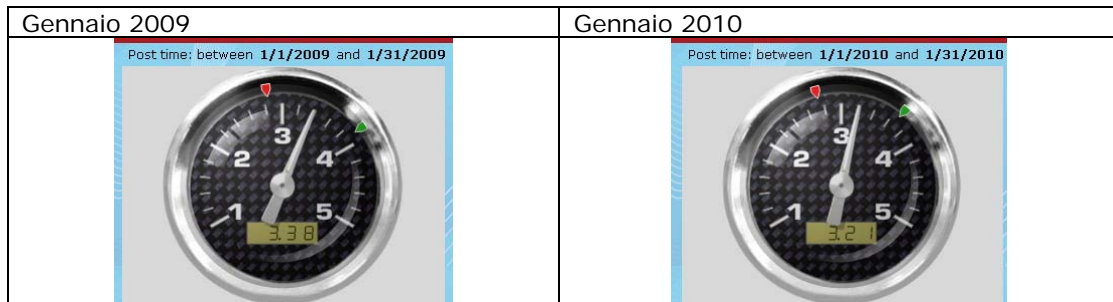 Gennaio 2009
Gennaio 2010
Post time: between 1/1/2009 and 1/31/2009
Post time: between 1/1/2010 and 1/31/2010
1 2 3 4 5
3.38
1 2 3 4 5
3.21